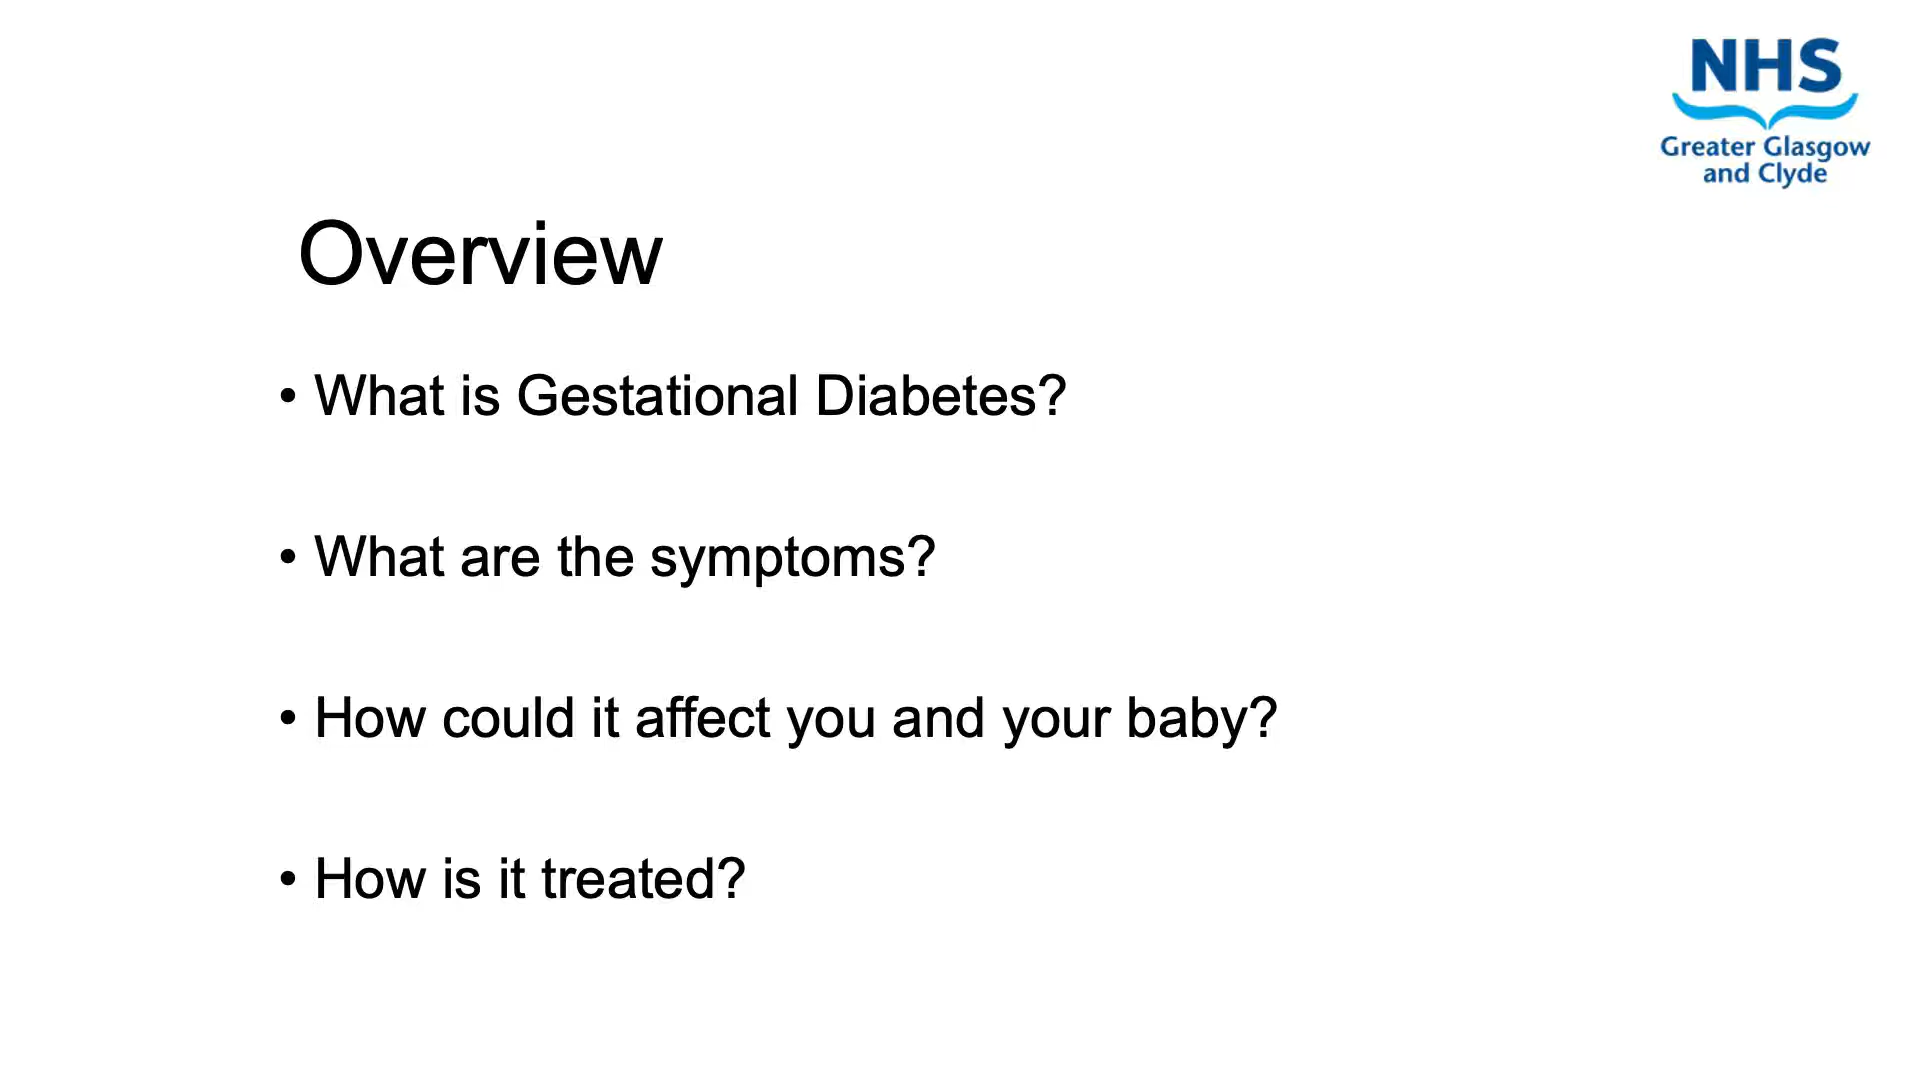 NHS
Greater Glasgow
and Clyde
Overview
• What is Gestational Diabetes?
• What are the symptoms?
• How could it affect you and your baby?
• How is it treated?